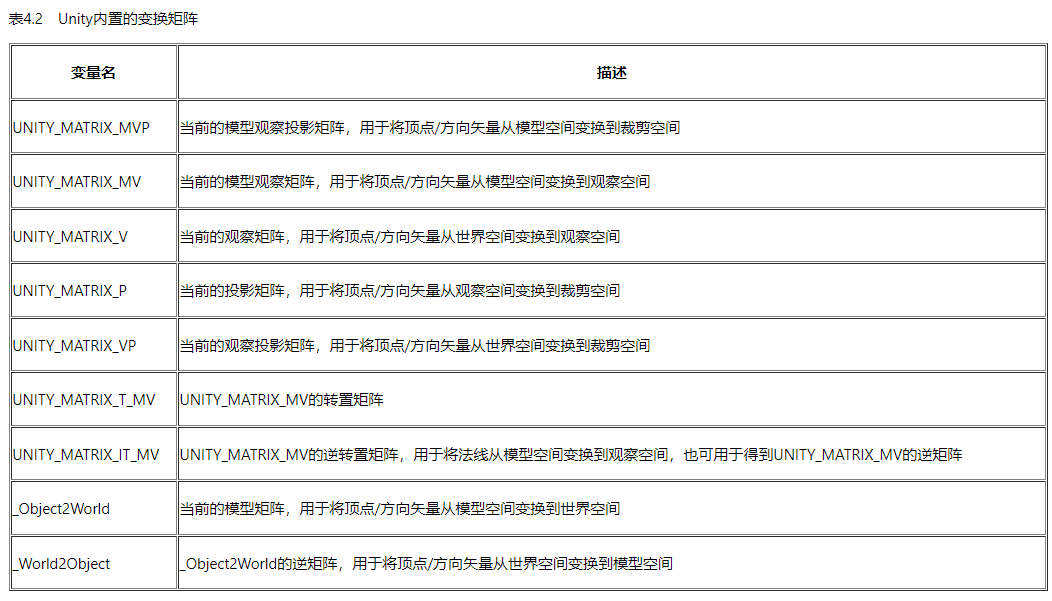 表4.2 Unity内置的变换矩阵
变量名 描述
UNITY_MATRIX_MVP 当前的模型观察投影矩阵，用于将顶点/方向矢量从模型空间变换到裁剪空间
UNITY_MATRIX_MV 当前的模型观察矩阵，用于将顶点/方向矢量从模型空间变换到观察空间
UNITY_MATRIX_V 当前的观察矩阵，用于将顶点/方向矢量从世界空间变换到观察空间
UNITY_MATRIX_P 当前的投影矩阵，用于将顶点/方向矢量从观察空间变换到裁剪空间
UNITY_MATRIX_VP 当前的观察投影矩阵，用于将顶点/方向矢量从世界空间变换到裁剪空间
UNITY_MATRIX_T_MV UNITY_MATRIX_MV的转置矩阵
UNITY_MATRIX_IT_MV UNITY_MATRIX_MV的逆转置矩阵，用于将法线从模型空间变换到观察空间，也可用于得到UNITY_MATRIX_MV的逆矩阵
_Object2World 当前的模型矩阵，用于将顶点/方向矢量从模型空间变换到世界空间
_World2Object _Object2World的逆矩阵，用于将顶点/方向矢量从世界空间变换到模型空间